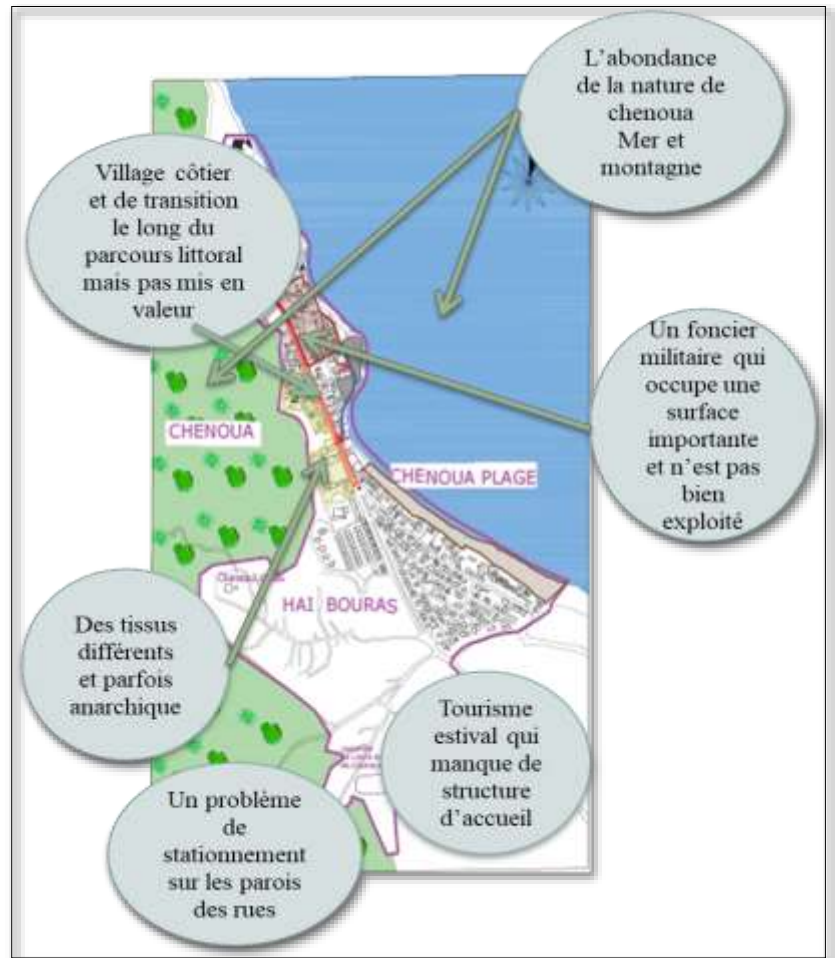 L'abondance
de la nature de
chenoua
Mer et
montagne
Village côtier
et de transition
le long du
parcours littoral
mais pas mis en
valeur
Un foncier
militaire qui
occupe une
surface
importante
et n'est pas
bien
exploité
CHENOUA
CHENOUA PLAGE
HAI BOURAS
Des tissus
différents
et parfois
anarchique
Tourisme
estival qui
manque de
structure
d'accueil
Un problème
de
stationnement
sur les parois
des rues